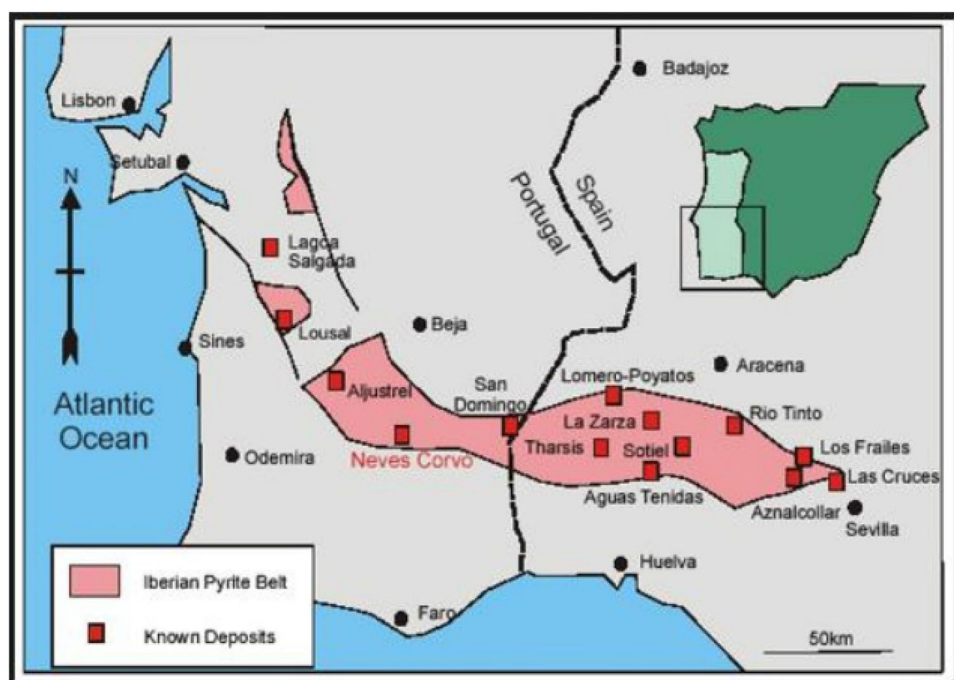 Badajoz
Lisbon
Setubal
N
Portugal
Spain
Lagoa
Salgada
Lousal
Beja
Sines
Aracena
Lomero-Poyatos
San
Domingo
Aljustrel
La Zarza
Rio Tinto
Atlantic
Ocean
Tharsis
Sotiel
Los Frailes
Odemira
Neves Corvo
Las Cruces
Aguas Tenidas
Aznalcollar
Sevilla
Huelva
Iberian Pyrite Belt
Faro
Known Deposits
50km